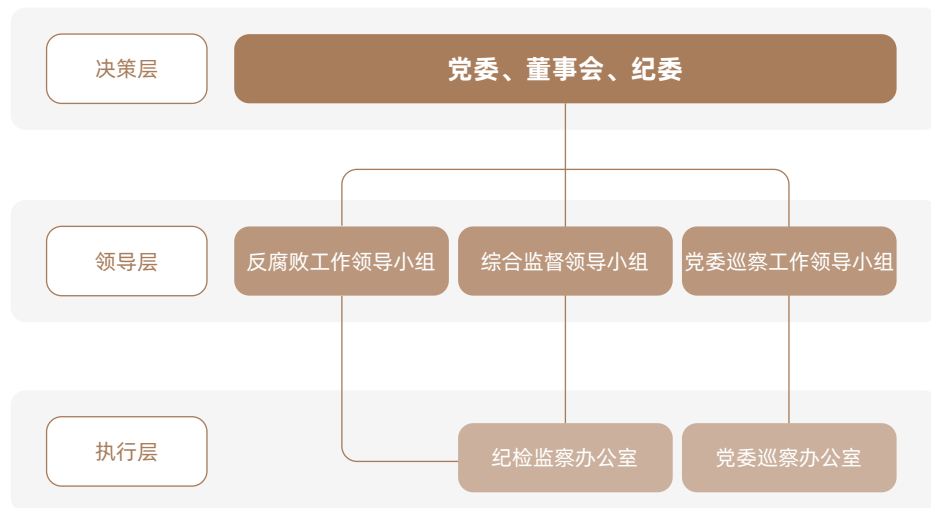 决策层
党委、董事会、纪委
领导层
反腐败工作领导小组
综合监督领导小组
党委巡察工作领导小组
执行层
纪检监察办公室
党委巡察办公室